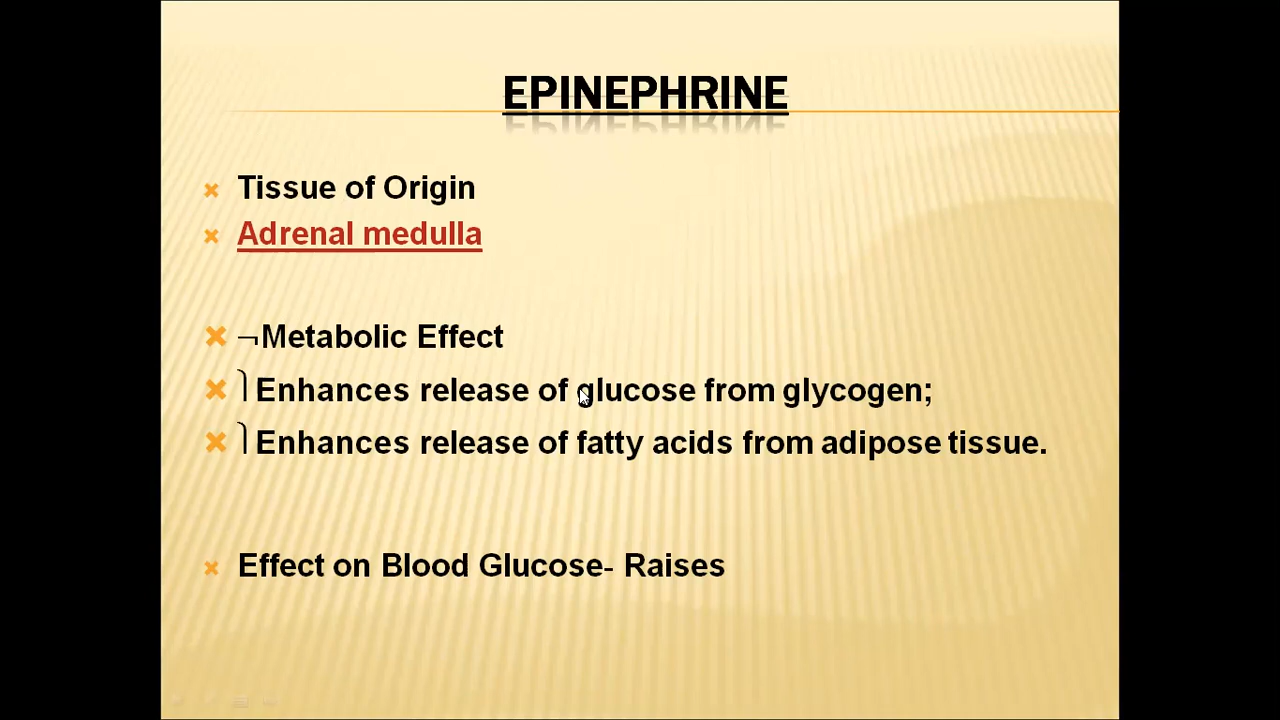 EPINEPHRINE
Tissue of Origin
Adrenal medulla
¬Metabolic Effect
⎫Enhances release of glucose from glycogen;
⎫Enhances release of fatty acids from adipose tissue.
Effect on Blood Glucose- Raises